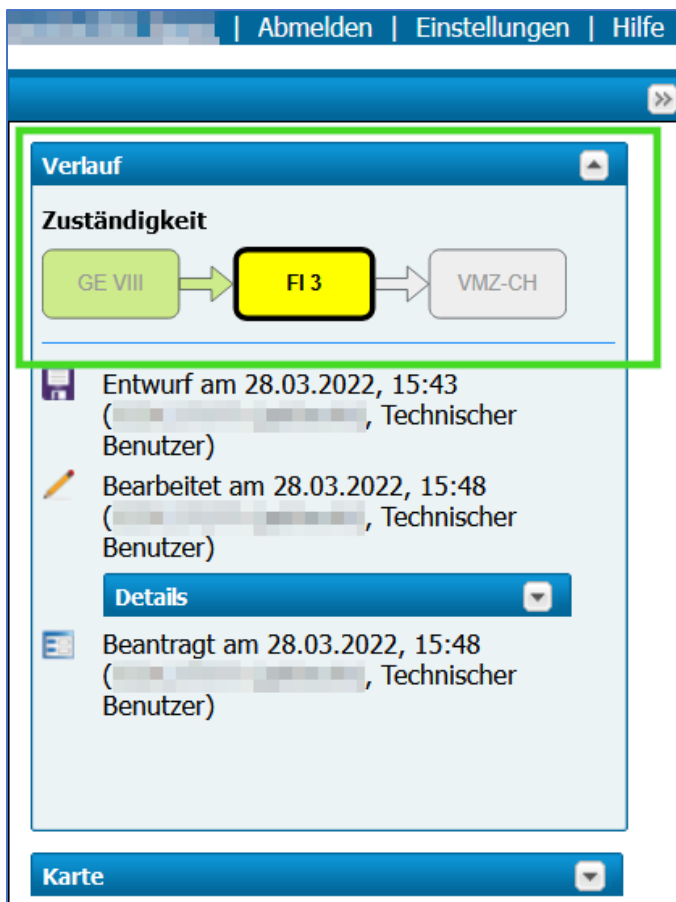 | Abmelden | Einstellungen | Hilfe
Verlauf
Zuständigkeit
GE VIII FI 3 VMZ-CH
Entwurf am 28.03.2022, 15:43
( , Technischer
Benutzer)
Bearbeitet am 28.03.2022, 15:48
( , Technischer
Benutzer)
Details
Beantragt am 28.03.2022, 15:48
( , Technischer
Benutzer)
Karte